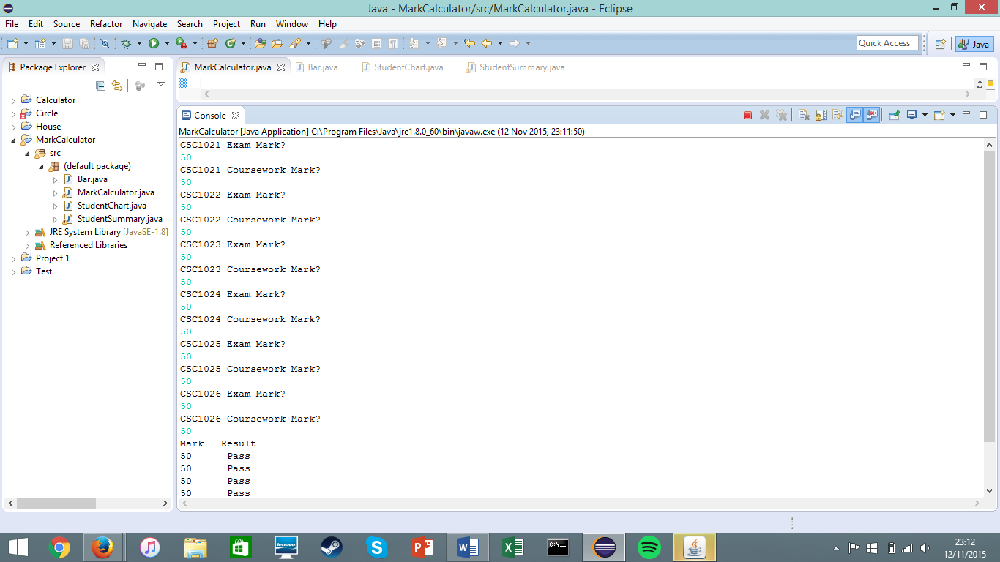 Java - MarkCalculator/src/MarkCalculator.java - Eclipse
File Edit Source Refactor Navigate Search Project Run Window Help
Quick Access
Java
Package Explorer
Calculator
Circle
House
MarkCalculator
src
(default package)
Bar.java
MarkCalculator.java
StudentChart.java
StudentSummary.java
JRE System Library [JavaSE-1.8]
Referenced Libraries
Project 1
Test
MarkCalculator.java Bar.java StudentChart.java StudentSummary.java
Console
MarkCalculator [Java Application] C:\Program Files\Java\jre1.8.0_60\bin\javaw.exe (12 Nov 2015, 23:11:50)
CSC1021 Exam Mark?
50
CSC1021 Coursework Mark?
50
CSC1022 Exam Mark?
50
CSC1022 Coursework Mark?
50
CSC1023 Exam Mark?
50
CSC1023 Coursework Mark?
50
CSC1024 Exam Mark?
50
CSC1024 Coursework Mark?
50
CSC1025 Exam Mark?
50
CSC1025 Coursework Mark?
50
CSC1026 Exam Mark?
50
CSC1026 Coursework Mark?
50
Mark Result
50 Pass
50 Pass
50 Pass
50 Pass
lenovo
C:\_
23:12
12/11/2015